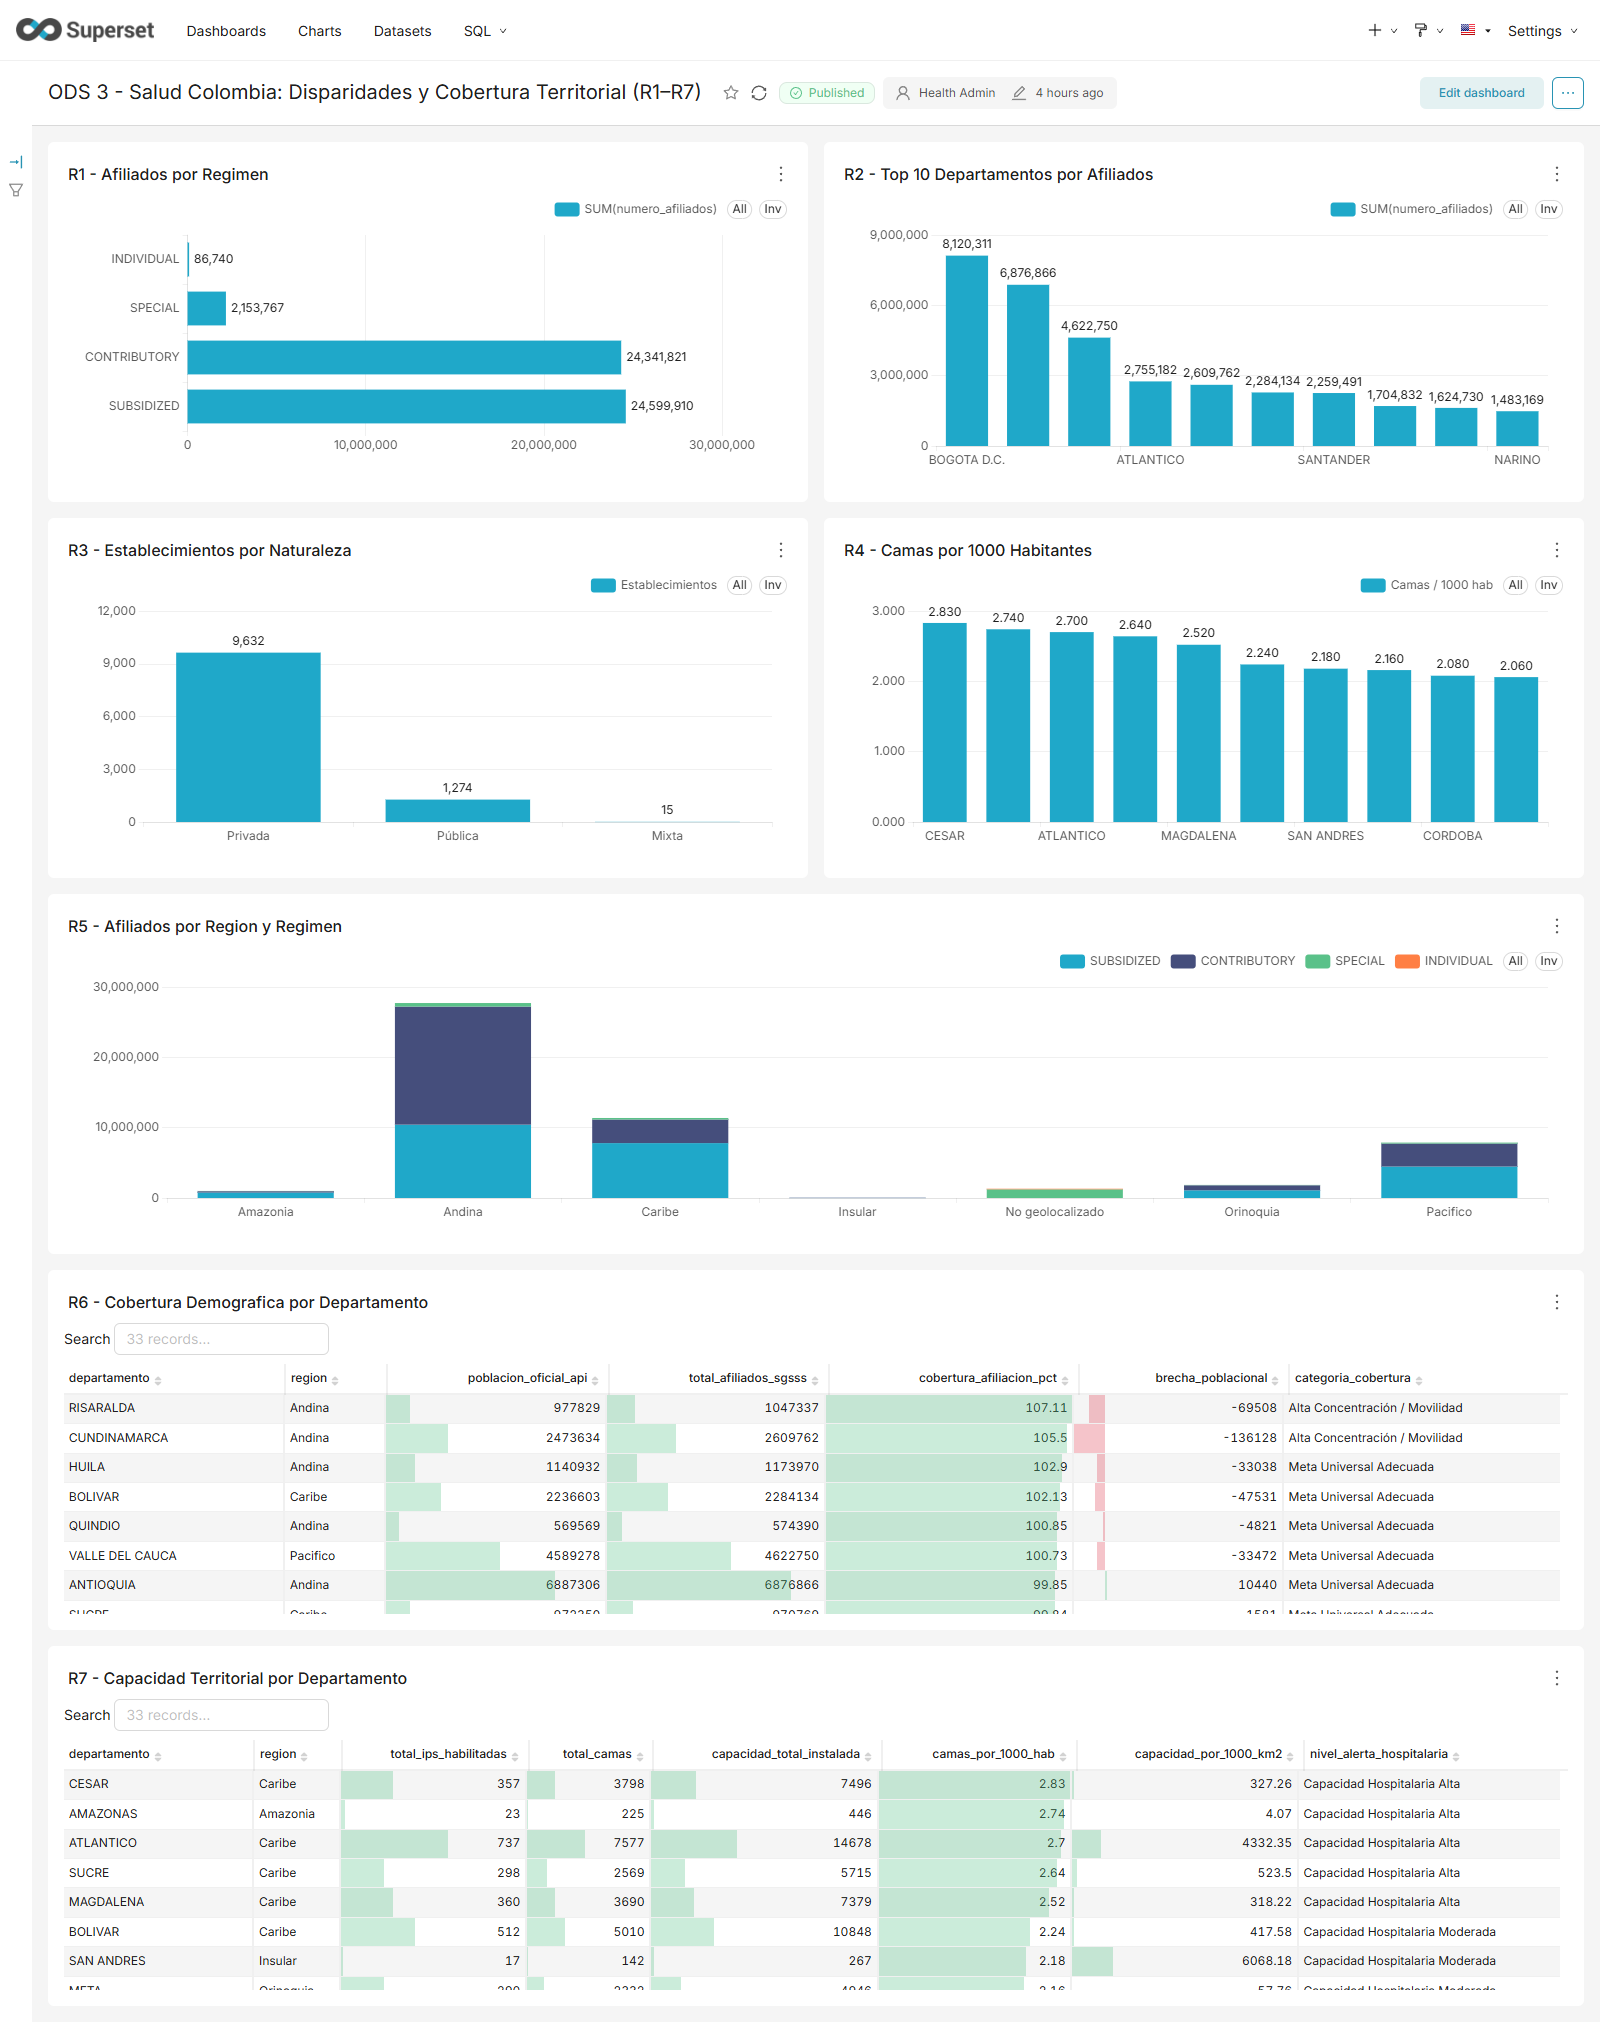 Superset
Dashboards
Charts
Datasets
SQL
Settings
ODS 3 - Salud Colombia: Disparidades y Cobertura Territorial (R1–R7)
Published
Health Admin
4 hours ago
Edit dashboard
R1 - Afiliados por Regimen
SUM(numero_afiliados) All Inv
INDIVIDUAL 86,740
SPECIAL 2,153,767
CONTRIBUTORY 24,341,821
SUBSIDIZED 24,599,910
0 10,000,000 20,000,000 30,000,000
R2 - Top 10 Departamentos por Afiliados
SUM(numero_afiliados) All Inv
9,000,000
6,000,000
3,000,000
0
8,120,311 6,876,866 4,622,750 2,755,182 2,609,762 2,284,134 2,259,491 1,704,832 1,624,730 1,483,169
BOGOTA D.C. ATLANTICO SANTANDER NARINO
R3 - Establecimientos por Naturaleza
Establecimientos All Inv
12,000
9,000
6,000
3,000
0
9,632 1,274 15
Privada Pública Mixta
R4 - Camas por 1000 Habitantes
Camas / 1000 hab All Inv
3.000
2.000
1.000
0.000
2.830 2.740 2.700 2.640 2.520 2.240 2.180 2.160 2.080 2.060
CESAR ATLANTICO MAGDALENA SAN ANDRES CORDOBA
R5 - Afiliados por Region y Regimen
SUBSIDIZED CONTRIBUTORY SPECIAL INDIVIDUAL All Inv
30,000,000
20,000,000
10,000,000
0
Amazonia Andina Caribe Insular No geolocalizado Orinoquia Pacifico
R6 - Cobertura Demografica por Departamento
Search 33 records...
departamento region poblacion_oficial_api total_afiliados_sgsss cobertura_afiliacion_pct brecha_poblacional categoria_cobertura
RISARALDA Andina 977829 1047337 107.11 -69508 Alta Concentración / Movilidad
CUNDINAMARCA Andina 2473634 2609762 105.5 -136128 Alta Concentración / Movilidad
HUILA Andina 1140932 1173970 102.9 -33038 Meta Universal Adecuada
BOLIVAR Caribe 2236603 2284134 102.13 -47531 Meta Universal Adecuada
QUINDIO Andina 569569 574390 100.85 -4821 Meta Universal Adecuada
VALLE DEL CAUCA Pacifico 4589278 4622750 100.73 -33472 Meta Universal Adecuada
ANTIOQUIA Andina 6887306 6876866 99.85 10440 Meta Universal Adecuada
SUCRE Caribe 99.84 1581 Meta Universal Adecuada
R7 - Capacidad Territorial por Departamento
Search 33 records...
departamento region total_ips_habilitadas total_camas capacidad_total_instalada camas_por_1000_hab capacidad_por_1000_km2 nivel_alerta_hospitalaria
CESAR Caribe 357 3798 7496 2.83 327.26 Capacidad Hospitalaria Alta
AMAZONAS Amazonia 23 225 446 2.74 4.07 Capacidad Hospitalaria Alta
ATLANTICO Caribe 737 7577 14678 2.7 4332.35 Capacidad Hospitalaria Alta
SUCRE Caribe 298 2569 5715 2.64 523.5 Capacidad Hospitalaria Alta
MAGDALENA Caribe 360 3690 7379 2.52 318.22 Capacidad Hospitalaria Alta
BOLIVAR Caribe 512 5010 10848 2.24 417.58 Capacidad Hospitalaria Moderada
SAN ANDRES Insular 17 142 267 2.18 6068.18 Capacidad Hospitalaria Moderada
META Orinoquia 2.16 57.76 Capacidad Hospitalaria Moderada